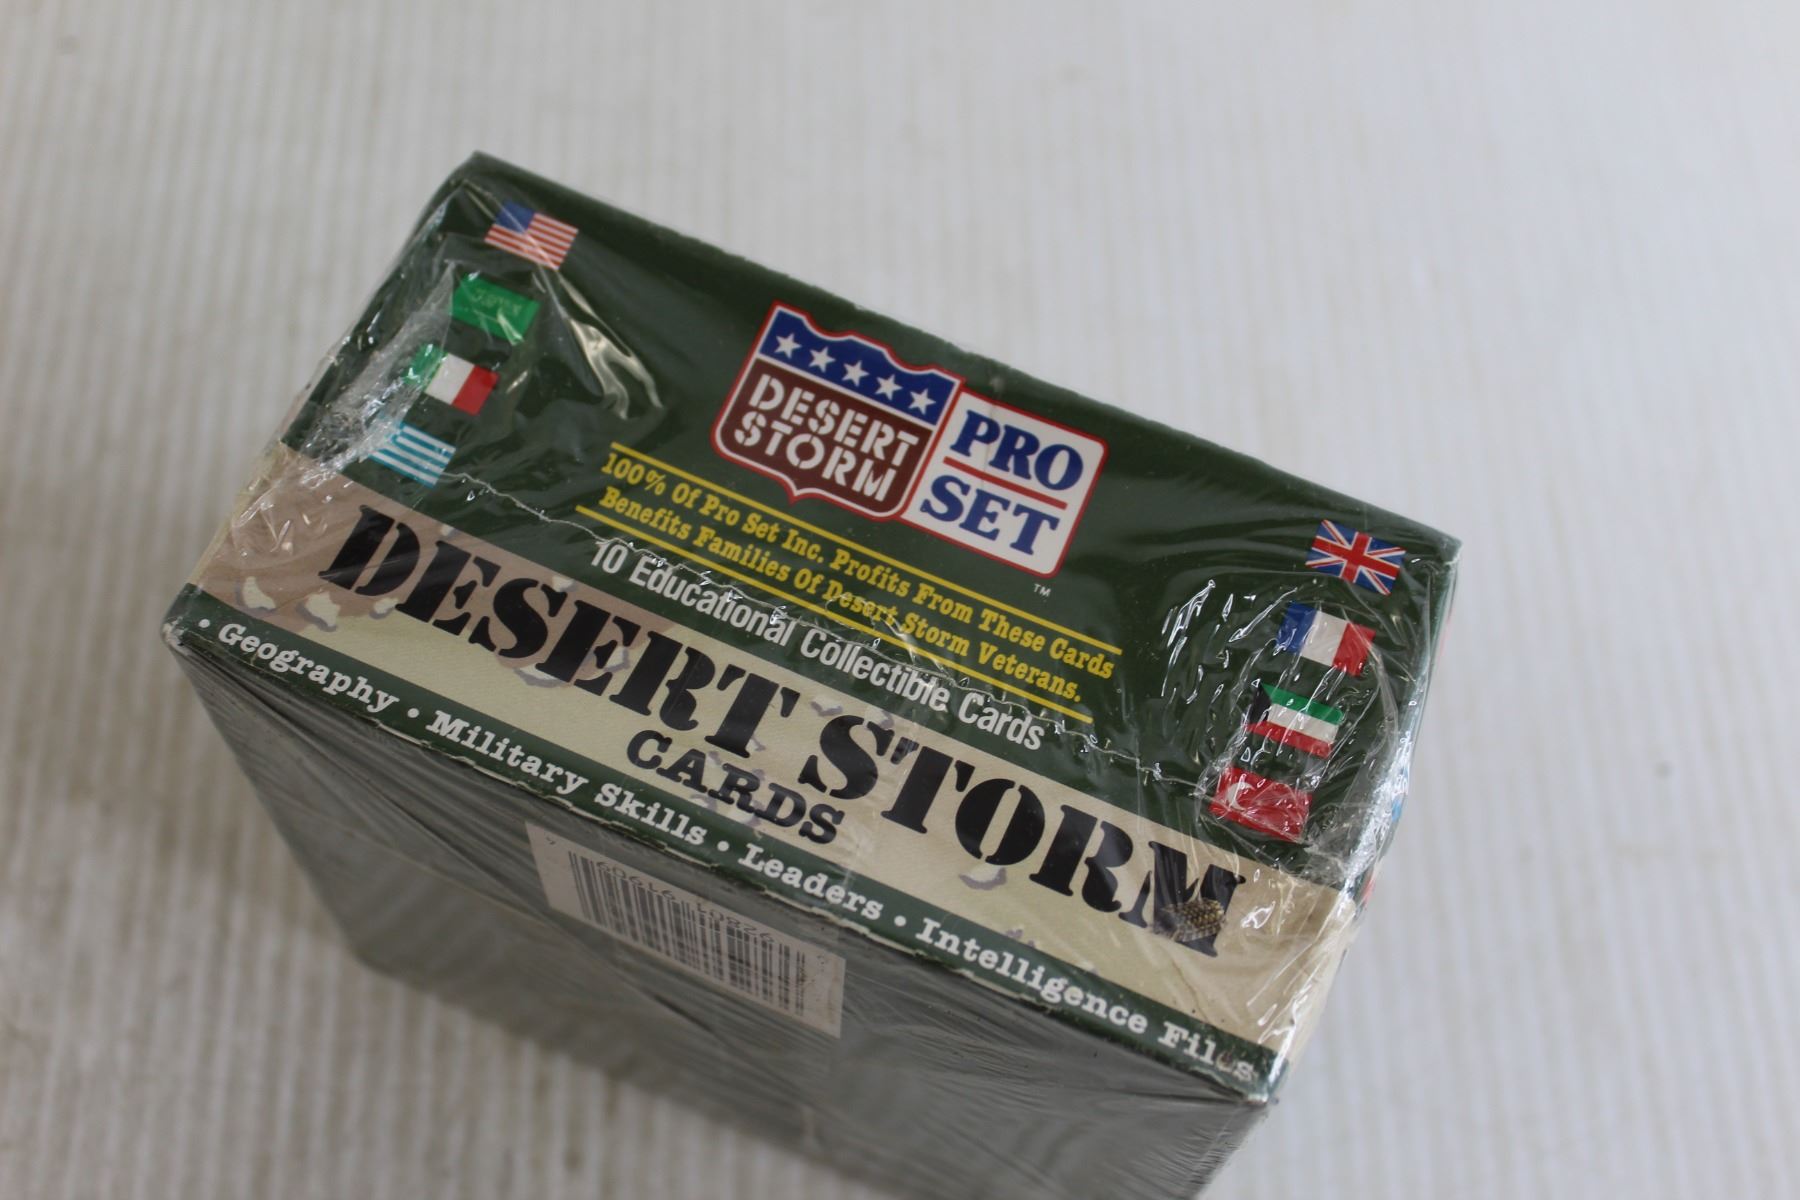 DESERT
STORM
PRO
SET
TM
100% Of Pro Set Inc. Profits From These Cards
Benefits Families Of Desert Storm Veterans.
10 Educational Collectible Cards
DESERT STORM
CARDS
• Geography • Military Skills • Leaders • Intelligence Files